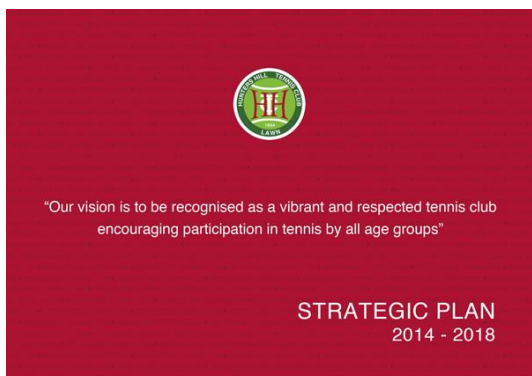 HUNTERS HILL TENNIS CLUB
HH
LAWN
“Our vision is to be recognised as a vibrant and respected tennis club
encouraging participation in tennis by all age groups”
STRATEGIC PLAN
2014 - 2018